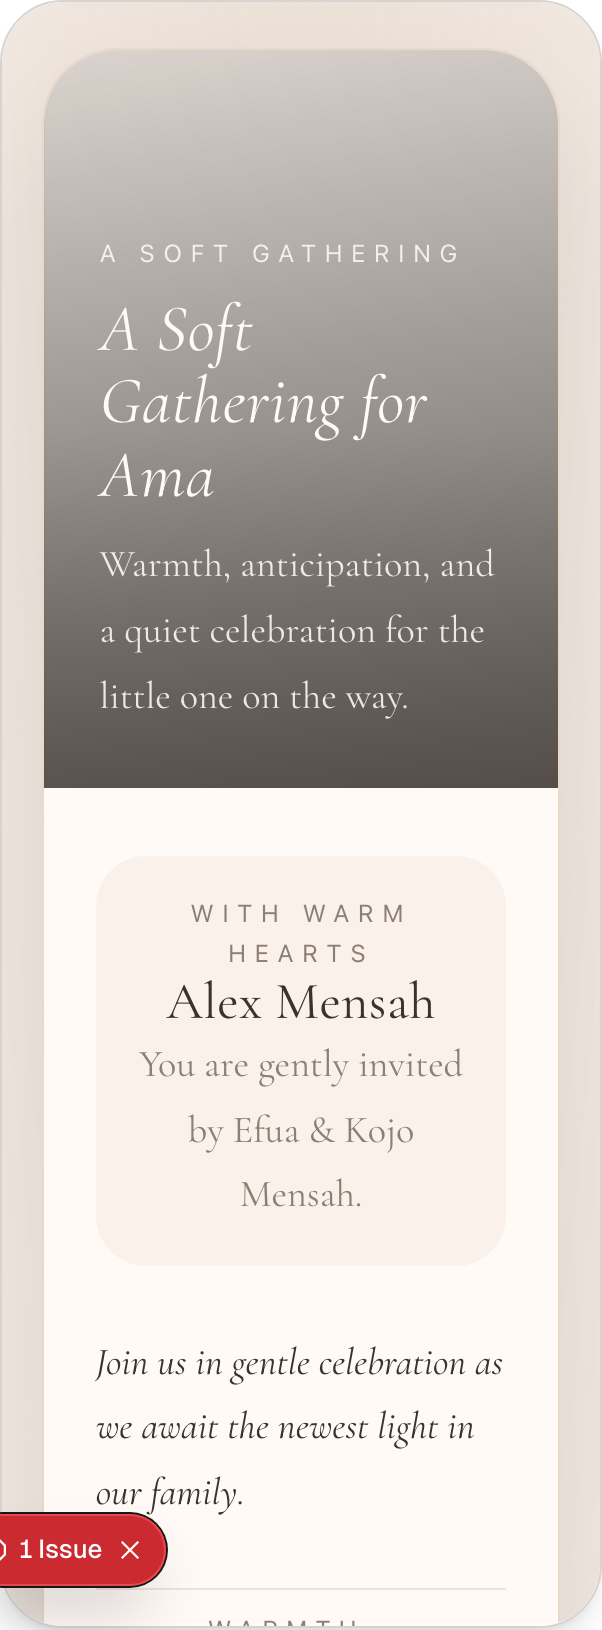 A SOFT GATHERING
A Soft
Gathering for
Ama
Warmth, anticipation, and
a quiet celebration for the
little one on the way.
WITH WARM
HEARTS
Alex Mensah
You are gently invited
by Efua & Kojo
Mensah.
Join us in gentle celebration as
we await the newest light in
our family.
1 Issue
WARMTH